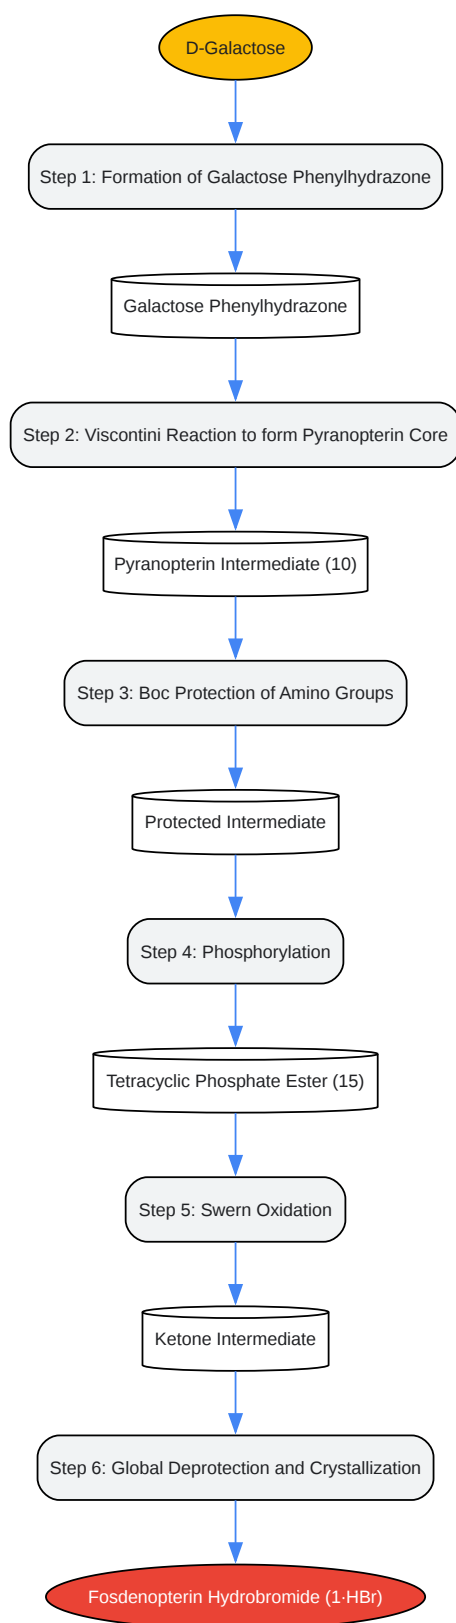 D-Galactose
Step 1: Formation of Galactose Phenylhydrazone
Galactose Phenylhydrazone
Step 2: Viscontini Reaction to form Pyranopterin Core
Pyranopterin Intermediate (10)
Step 3: Boc Protection of Amino Groups
Protected Intermediate
Step 4: Phosphorylation
Tetracyclic Phosphate Ester (15)
Step 5: Swern Oxidation
Ketone Intermediate
Step 6: Global Deprotection and Crystallization
Fosdenopterin Hydrobromide (1·HBr)